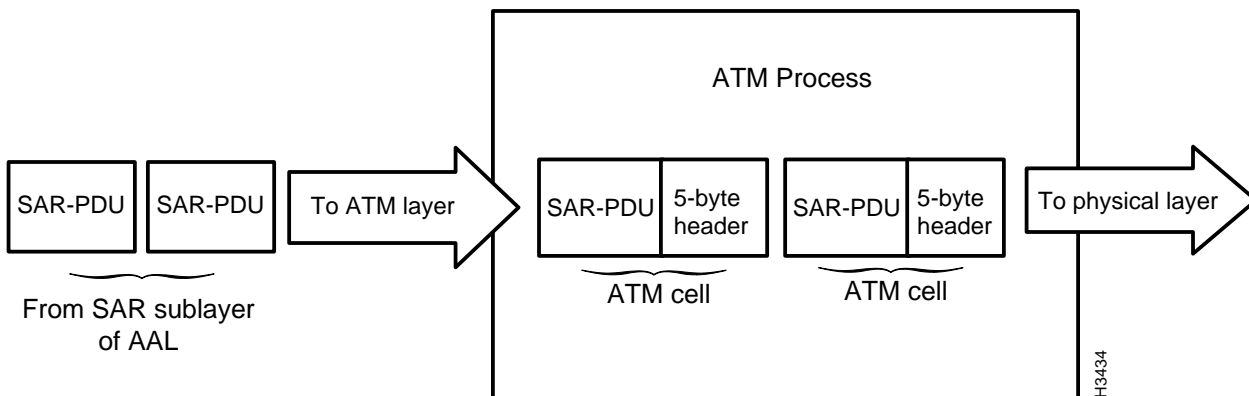 ATM Process
SAR-PDU
SAR-PDU
To ATM layer
SAR-PDU
5-byte
header
SAR-PDU
5-byte
header
To physical layer
From SAR sublayer
of AAL
ATM cell
ATM cell
H3434